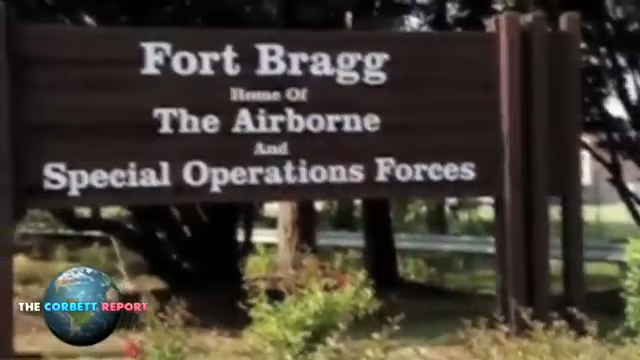 Fort Bragg
Home Of
The Airborne
And
Special Operations Forces
THE CORBETT REPORT